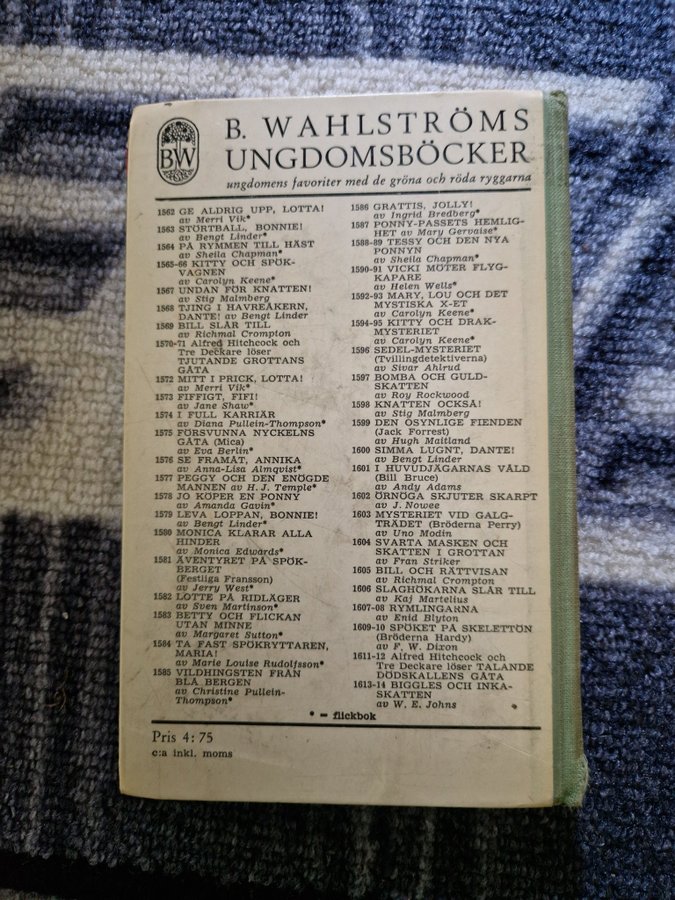 BW
B. WAHLSTRÖMS
UNGDOMSBÖCKER
ungdomens favoriter med de gröna och röda ryggarna
1562 GE ALDRIG UPP, LOTTA!
av Merri Vik*
1563 STÖRTBALL, BONNIE!
av Bengt Linder*
1564 PÅ RYMMEN TILL HÄST
av Sheila Chapman*
1565-66 KITTY OCH SPÖK-
VAGNEN
av Carolyn Keene*
1567 UNDAN FÖR KNATTEN!
av Stig Malmberg
1568 TJING I HAVREÅKERN,
DANTE! av Bengt Linder
1569 BILL SLÅR TILL
av Richmal Crompton
1570-71 Alfred Hitchcock och
Tre Deckare löser
TJUTANDE GROTTANS
GÅTA
1572 MITT I PRICK, LOTTA!
av Merri Vik*
1573 FIFFIGT, FIFI!
av Jane Shaw*
1574 I FULL KARRIÄR
av Diana Pullein-Thompson*
1575 FÖRSVUNNA NYCKELNS
GÅTA (Mica)
av Eva Berlin*
1576 SE FRAMÅT, ANNIKA
av Anna-Lisa Almqvist*
1577 PEGGY OCH DEN ENÖGDE
MANNEN av H. J. Temple*
1578 JO KÖPER EN PONNY
av Amanda Gavin*
1579 LEVA LOPPAN, BONNIE!
av Bengt Linder*
1580 MONICA KLARAR ALLA
HINDER
av Monica Edwards*
1581 ÄVENTYRET PÅ SPÖK-
BERGET
(Festliga Fransson)
av Jerry West*
1582 LOTTE PÅ RIDLÄGER
av Sven Martinson*
1583 BETTY OCH FLICKAN
UTAN MINNE
av Margaret Sutton*
1584 TA FAST SPÖKRYTTAREN,
MARIA!
av Marie Louise Rudolfsson*
1585 VILDHINGSTEN FRÅN
BLÅ BERGEN
av Christine Pullein-
Thompson*
1586 GRATTIS, JOLLY!
av Ingrid Bredberg*
1587 PONNY-PASSETS HEMLIG-
HET av Mary Gervaise*
1588-89 TESSY OCH DEN NYA
PONNYN
av Sheila Chapman*
1590-91 VICKI MÖTER FLYG-
KAPARE
av Helen Wells*
1592-93 MARY, LOU OCH DET
MYSTISKA X-ET
av Carolyn Keene*
1594-95 KITTY OCH DRAK-
MYSTERIET
av Carolyn Keene*
1596 SEDEL-MYSTERIET
(Tvillingdetektiverna)
av Sivar Ahlrud
1597 BOMBA OCH GULD-
SKATTEN
av Roy Rockwood
1598 KNATTEN OCKSÅ!
av Stig Malmberg
1599 DEN OSYNLIGE FIENDEN
(Jack Forrest)
av Hugh Maitland
1600 SIMMA LUGNT, DANTE!
av Bengt Linder
1601 I HUVUDJÄGARNAS VÅLD
(Bill Bruce)
av Andy Adams
1602 ÖRNÖGA SKJUTER SKARPT
av J. Nowee
1603 MYSTERIET VID GALG-
TRÄDET (Bröderna Perry)
av Uno Modin
1604 SVARTA MASKEN OCH
SKATTEN I GROTTAN
av Fran Striker
1605 BILL OCH RÄTTVISAN
av Richmal Crompton
1606 SLAGHÖKARNA SLÅR TILL
av Kaj Martelius
1607-08 RYMLINGARNA
av Enid Blyton
1609-10 SPÖKET PÅ SKELETTÖN
(Bröderna Hardy)
av F. W. Dixon
1611-12 Alfred Hitchcock och
Tre Deckare löser TALANDE
DÖDSKALLENS GÅTA
1613-14 BIGGLES OCH INKA-
SKATTEN
av W. E. Johns
* = flickbok
Pris 4:75
c:a inkl. moms